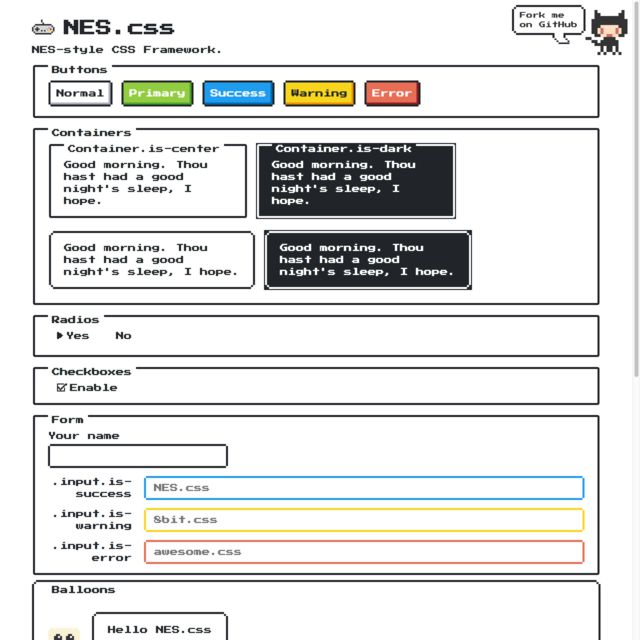 NES.css
Fork me
on GitHub
NES-style CSS Framework.
Buttons
Normal
Primary
Success
Warning
Error
Containers
Container.is-center
Good morning. Thou
hast had a good
night's sleep, I
hope.
Container.is-dark
Good morning. Thou
hast had a good
night's sleep, I
hope.
Good morning. Thou
hast had a good
night's sleep, I hope.
Good morning. Thou
hast had a good
night's sleep, I hope.
Radios
Yes No
Checkboxes
Enable
Form
Your name
.input.is-
success
NES.css
.input.is-
warning
8bit.css
.input.is-
error
awesome.css
Balloons
Hello NES.css